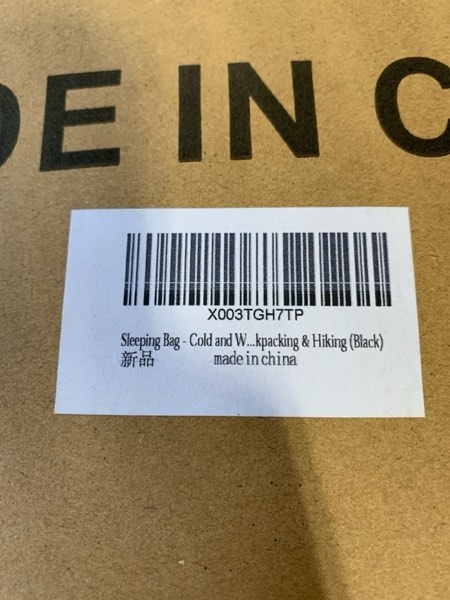 DE IN C
X003TGH7TP
Sleeping Bag - Cold and W...kpacking & Hiking (Black)
新品 made in china